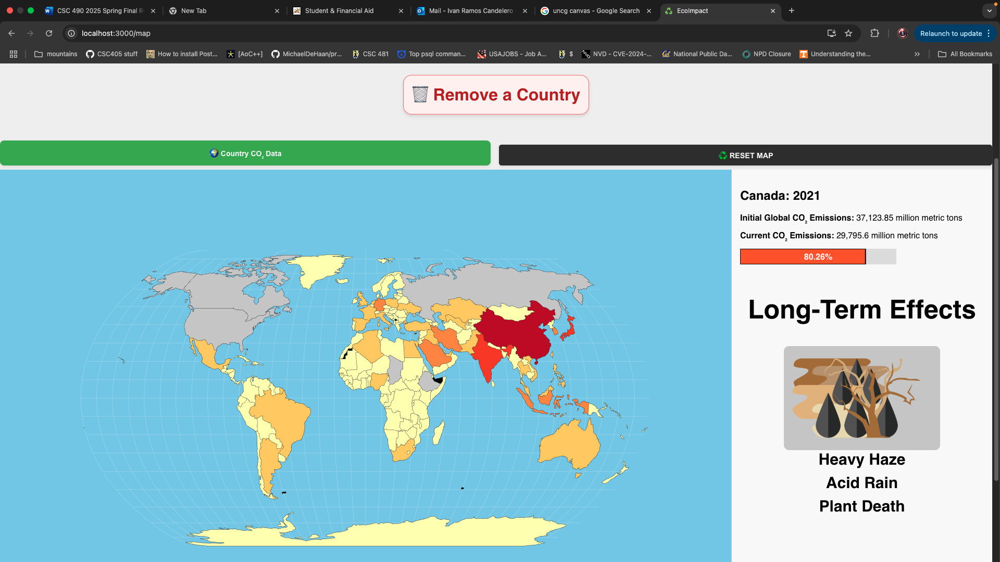 CSC 490 2025 Spring Final R
New Tab
Student & Financial Aid
Mail - Ivan Ramos Candelero
uncg canvas - Google Search
EcoImpact
localhost:3000/map
Relaunch to update
mountains
CSC405 stuff
How to install Post...
[AoC++]
MichaelDeHaan/pr...
CSC 481
Top psql comman...
USAJOBS - Job A...
$
NVD - CVE-2024-...
National Public Da...
NPD Closure
Understanding the...
All Bookmarks
Remove a Country
Country CO₂ Data
RESET MAP
Canada: 2021
Initial Global CO₂ Emissions: 37,123.85 million metric tons
Current CO₂ Emissions: 29,795.6 million metric tons
80.26%
Long-Term Effects
Heavy Haze
Acid Rain
Plant Death